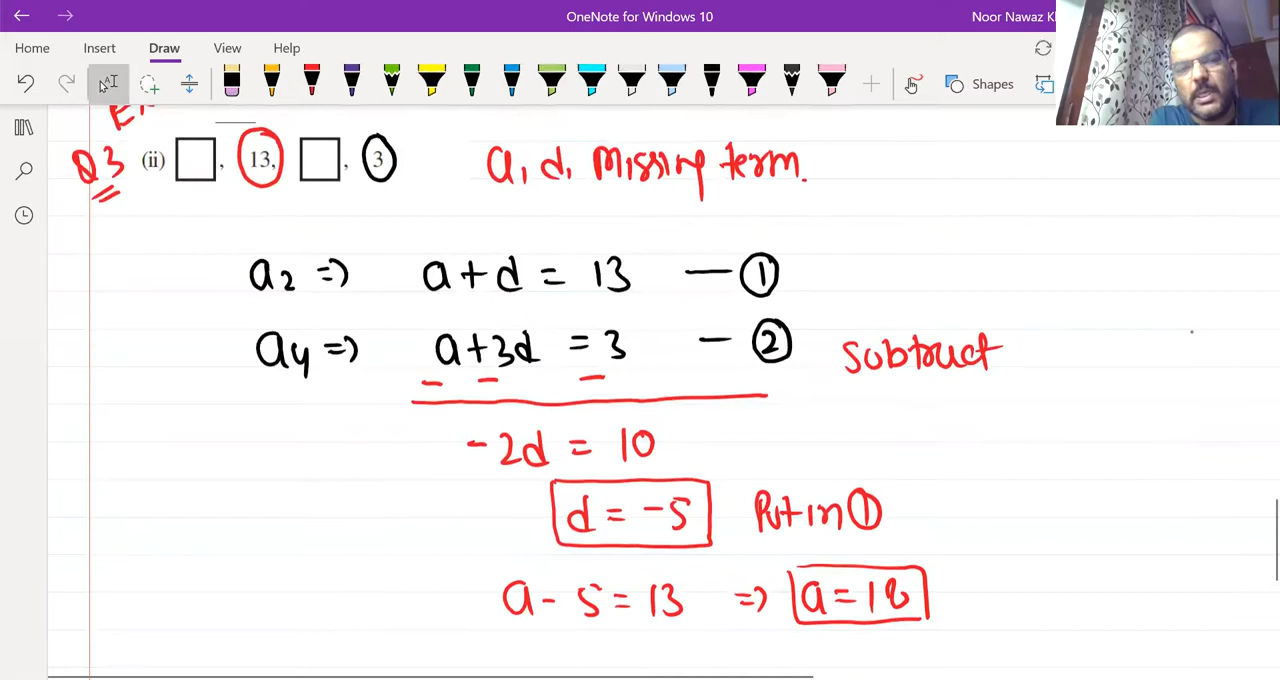 OneNote for Windows 10
Noor Nawaz
Home Insert Draw View Help
Shapes
Q3 (ii) , 13, , 3 a, d, Missing term.
a2 => a+d = 13 — ①
a4 => a+3d = 3 — ② Subtruct
- - -
-2d = 10
d = -5 Put in ①
a - 5 = 13 => a = 18